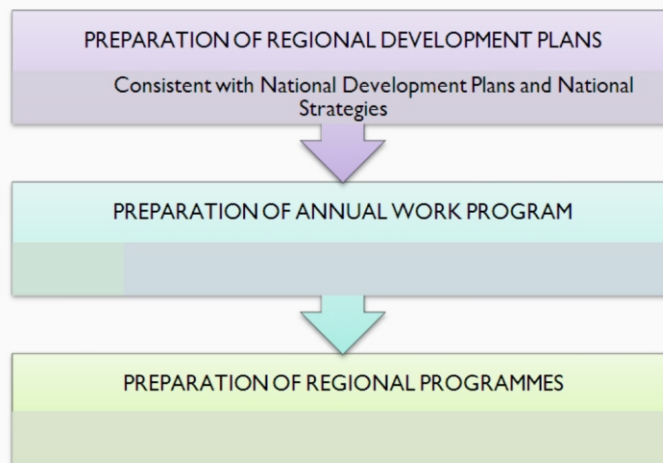 PREPARATION OF REGIONAL DEVELOPMENT PLANS
Consistent with National Development Plans and National
Strategies
PREPARATION OF ANNUAL WORK PROGRAM
PREPARATION OF REGIONAL PROGRAMMES